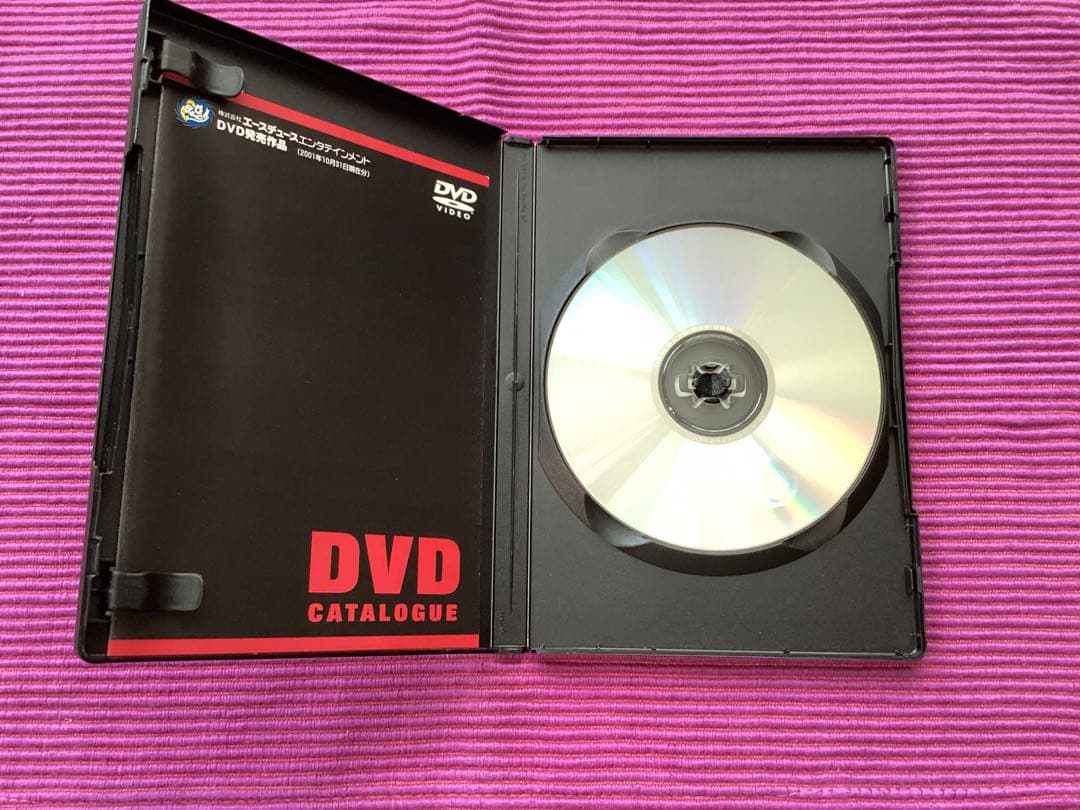 株式会社 エースデュースエンタテインメント
DVD発売作品
(2001年10月31日現在分)
DVD
VIDEO
DVD
CATALOGUE